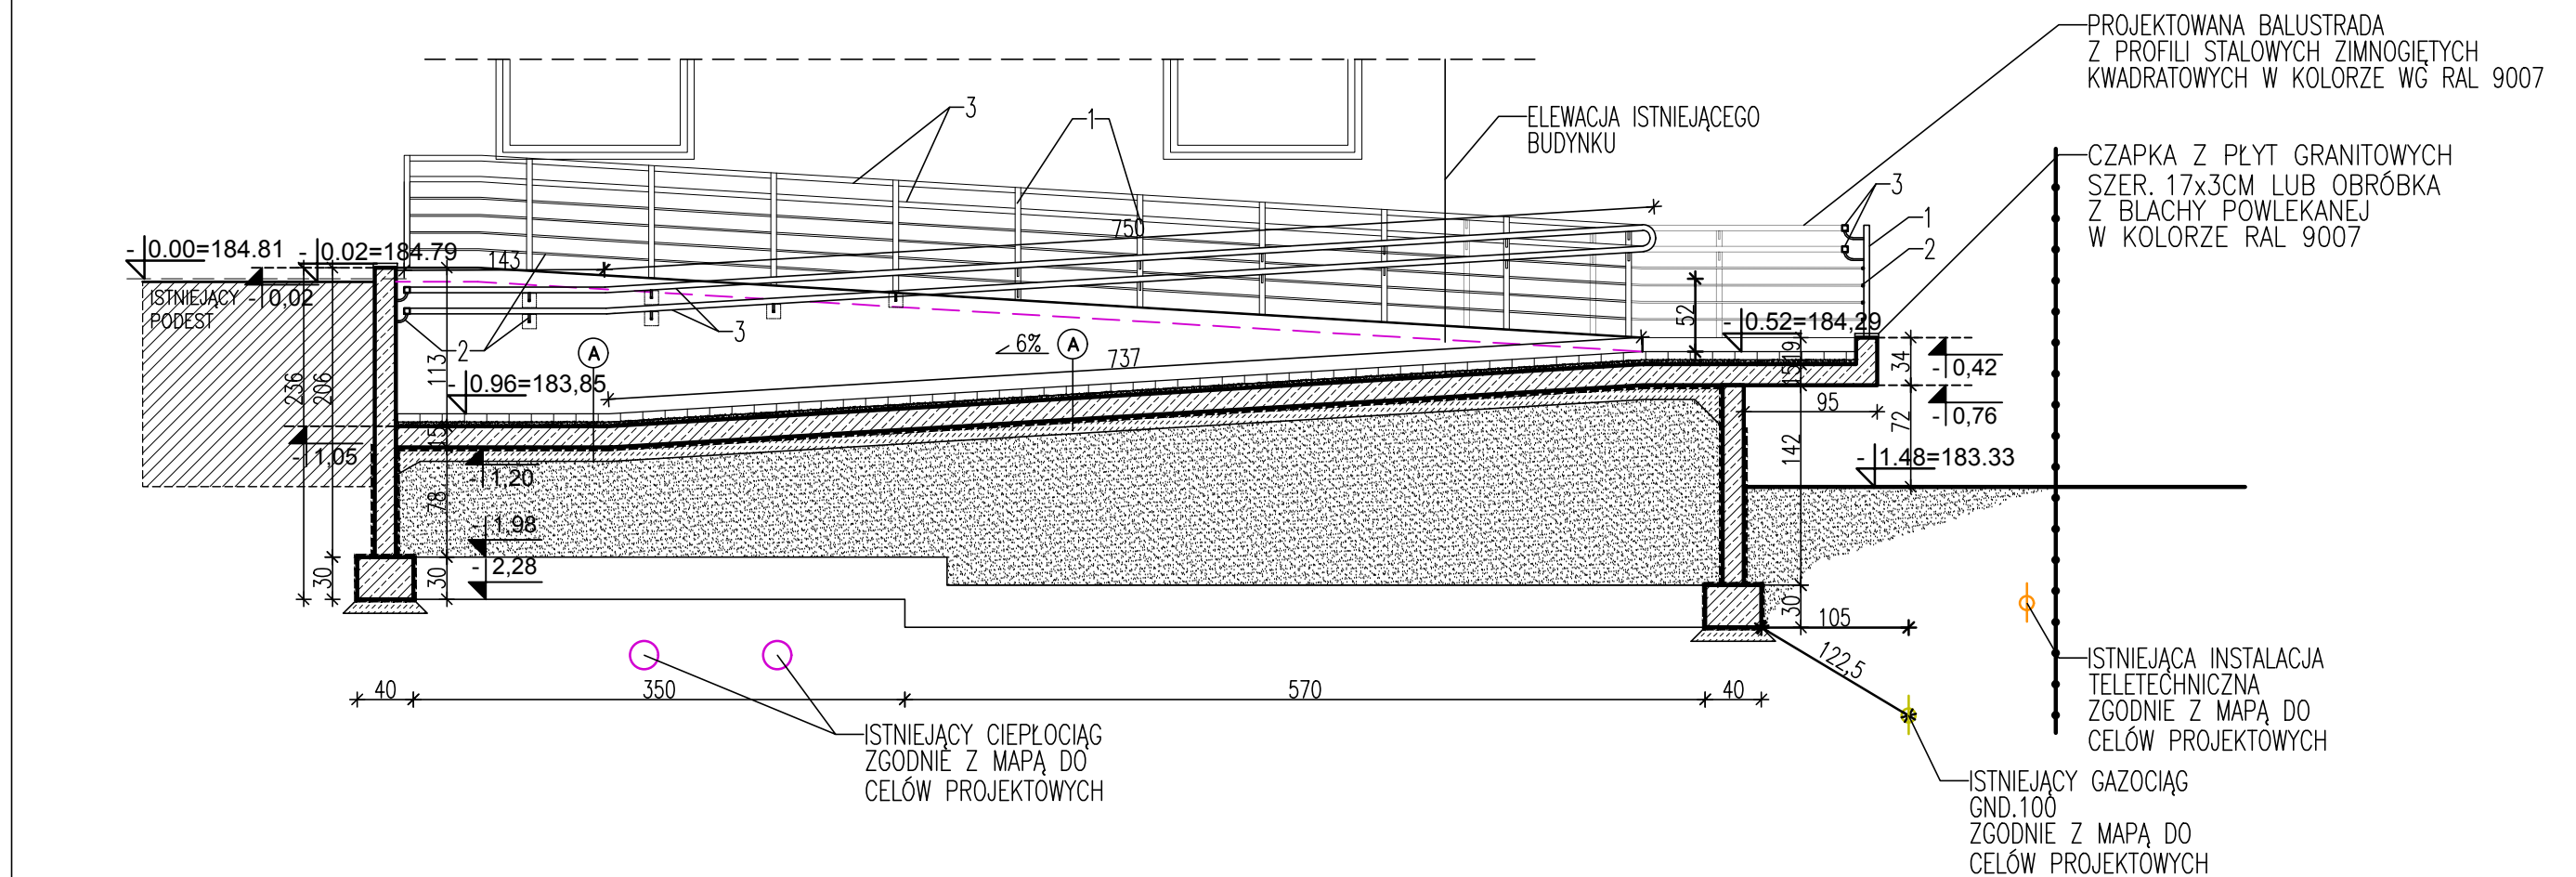 PROJEKTOWANA BALUSTRADA
Z PROFILI STALOWYCH ZIMNOGIĘTYCH
KWADRATOWYCH W KOLORZE WG RAL 9007
ELEWACJA ISTNIEJĄCEGO
BUDYNKU
CZAPKA Z PŁYT GRANITOWYCH
SZER. 17x3CM LUB OBRÓBKA
Z BLACHY POWLEKANEJ
W KOLORZE RAL 9007
3
1
3
1
2
750
- 0.00=184.81
- 0.02=184.79
143
- 0,02
ISTNIEJĄCY
PODEST
3
2
113
A
6%
A
737
52
- 0.52=184,29
19
15
34
- 0,42
- 0.96=183,85
236
206
95
72
- 0,76
15
- 1,05
142
- 1.48=183.33
- 1,20
78
- 1,98
- 2,28
30
30
30
105
122,5
40
350
570
40
ISTNIEJĄCA INSTALACJA
TELETECHNICZNA
ZGODNIE Z MAPĄ DO
CELÓW PROJEKTOWYCH
ISTNIEJĄCY CIEPŁOCIĄG
ZGODNIE Z MAPĄ DO
CELÓW PROJEKTOWYCH
ISTNIEJĄCY GAZOCIĄG
GND.100
ZGODNIE Z MAPĄ DO
CELÓW PROJEKTOWYCH